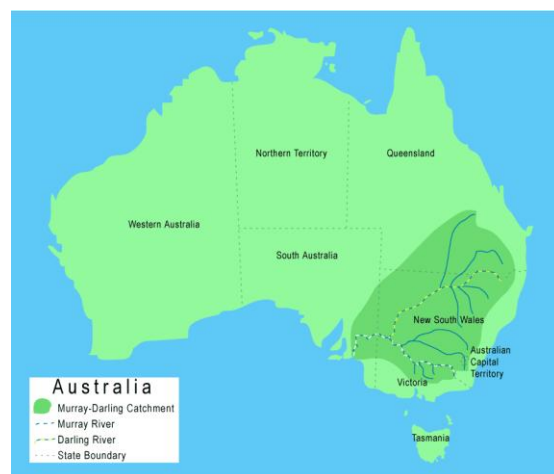 Northern Territory
Queensland
Western Australia
South Australia
New South Wales
Australian
Capital
Territory
Victoria
Tasmania
Australia
Murray-Darling Catchment
Murray River
Darling River
State Boundary